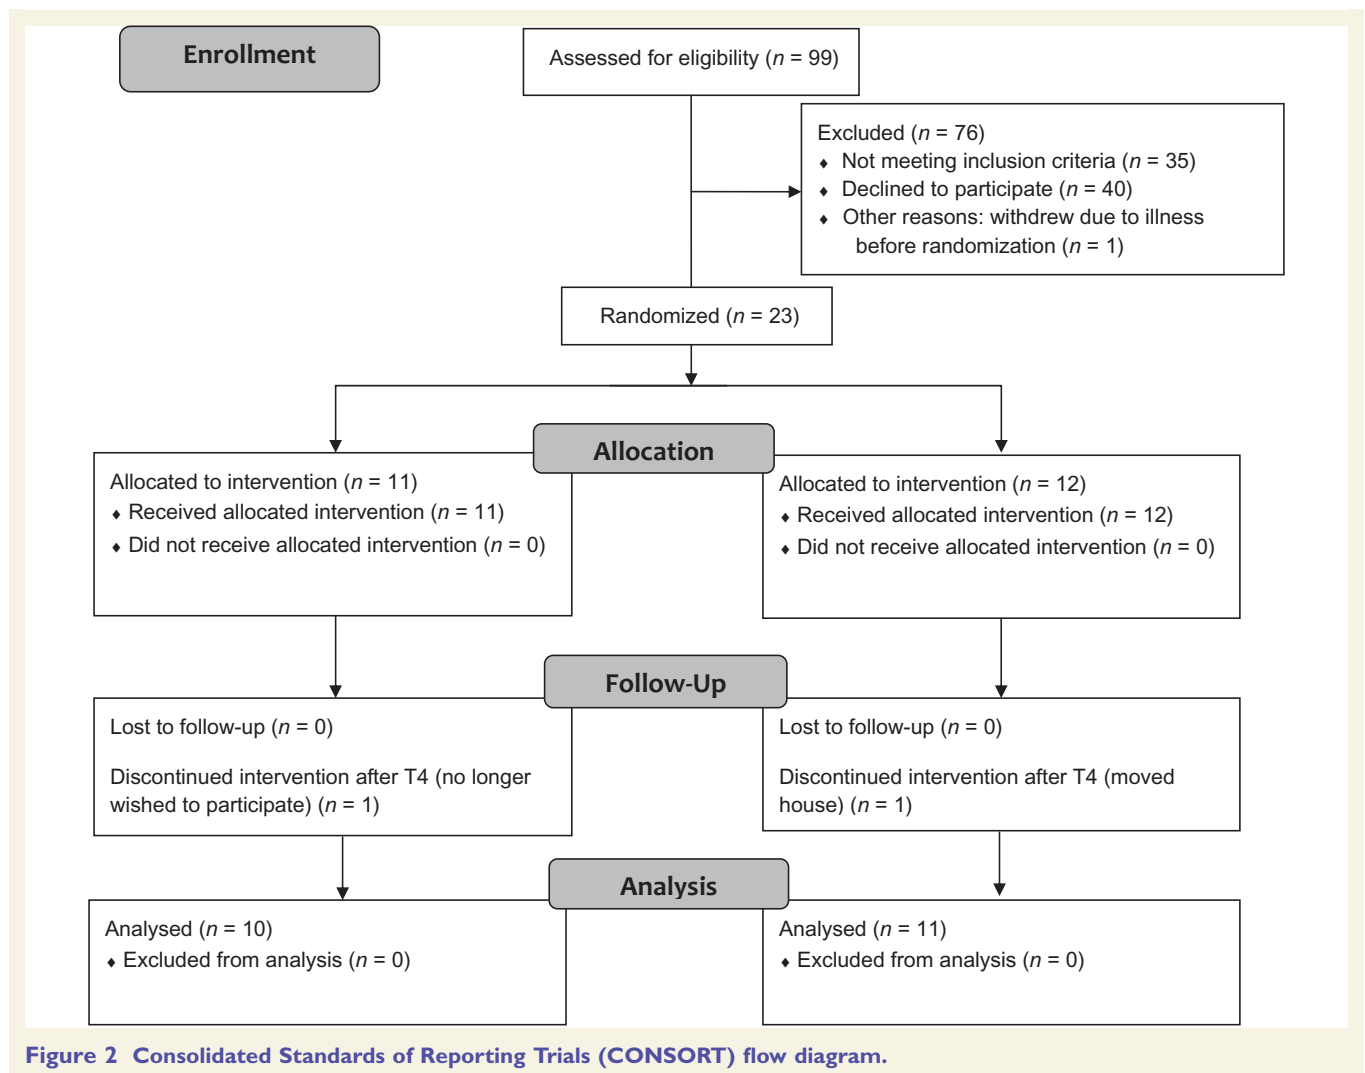 Enrollment
Assessed for eligibility (n = 99)
Excluded (n = 76)
♦ Not meeting inclusion criteria (n = 35)
♦ Declined to participate (n = 40)
♦ Other reasons: withdrew due to illness
before randomization (n = 1)
Randomized (n = 23)
Allocation
Allocated to intervention (n = 11)
♦ Received allocated intervention (n = 11)
♦ Did not receive allocated intervention (n = 0)
Allocated to intervention (n = 12)
♦ Received allocated intervention (n = 12)
♦ Did not receive allocated intervention (n = 0)
Follow-Up
Lost to follow-up (n = 0)
Discontinued intervention after T4 (no longer
wished to participate) (n = 1)
Lost to follow-up (n = 0)
Discontinued intervention after T4 (moved
house) (n = 1)
Analysis
Analysed (n = 10)
♦ Excluded from analysis (n = 0)
Analysed (n = 11)
♦ Excluded from analysis (n = 0)
Figure 2 Consolidated Standards of Reporting Trials (CONSORT) flow diagram.